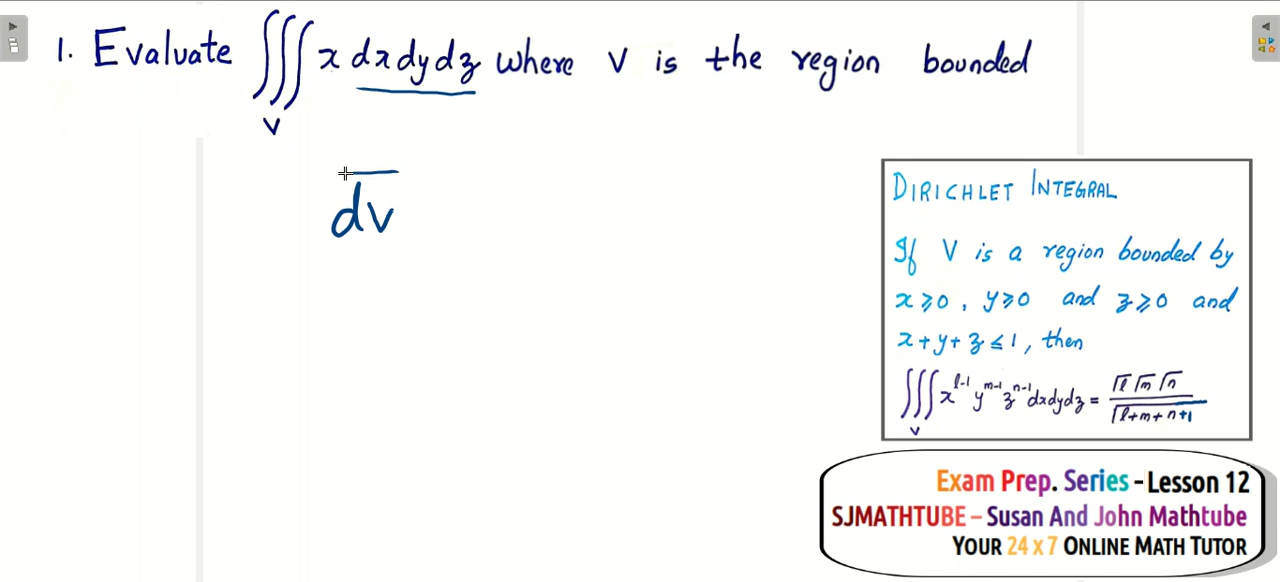 1. Evaluate ∭_V x dx dy dz where V is the region bounded
dv
DIRICHLET INTEGRAL
If V is a region bounded by
x ≥ 0, y ≥ 0 and z ≥ 0 and
x + y + z ≤ 1, then
∭_V x^{l-1} y^{m-1} z^{n-1} dx dy dz = (Γl Γm Γn) / (Γl+m+n+1)
Exam Prep. Series - Lesson 12
SJMATHTUBE – Susan And John Mathtube
YOUR 24 x 7 ONLINE MATH TUTOR